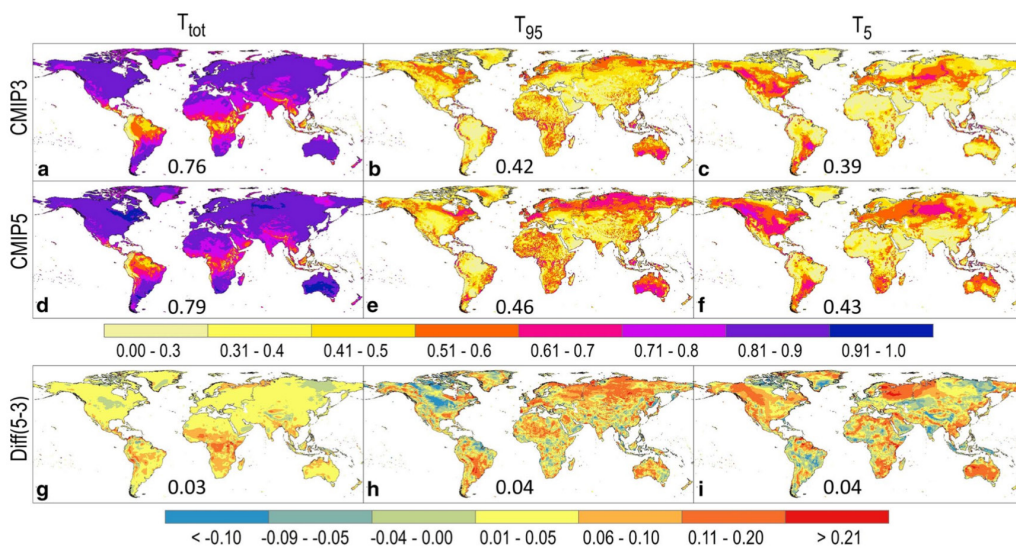 T_tot T_95 T_5
CMIP3
a 0.76 b 0.42 c 0.39
CMIP5
d 0.79 e 0.46 f 0.43
0.00 - 0.3 0.31 - 0.4 0.41 - 0.5 0.51 - 0.6 0.61 - 0.7 0.71 - 0.8 0.81 - 0.9 0.91 - 1.0
Diff(5-3)
g 0.03 h 0.04 i 0.04
< -0.10 -0.09 - -0.05 -0.04 - 0.00 0.01 - 0.05 0.06 - 0.10 0.11 - 0.20 > 0.21